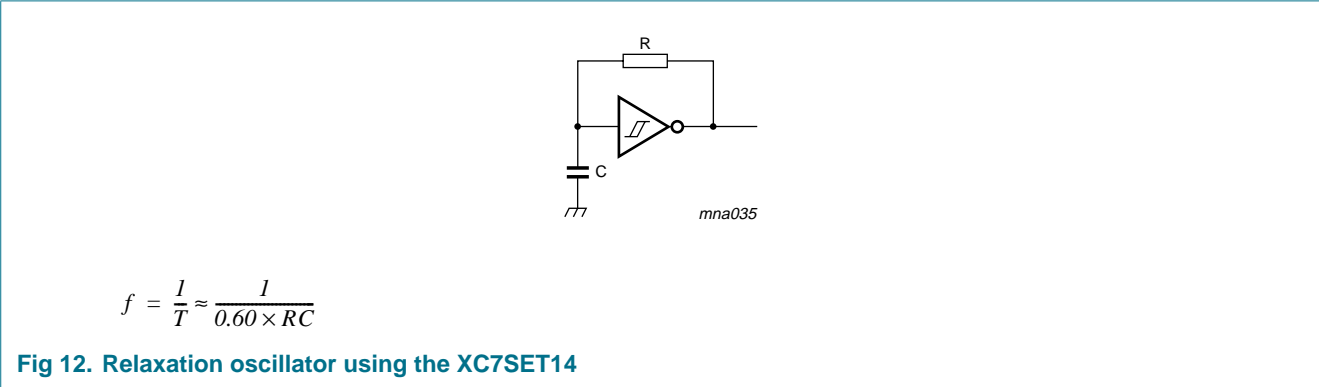 R
C
mna035
f = 1/T ≈ 1/(0.60 × RC)
Fig 12. Relaxation oscillator using the XC7SET14